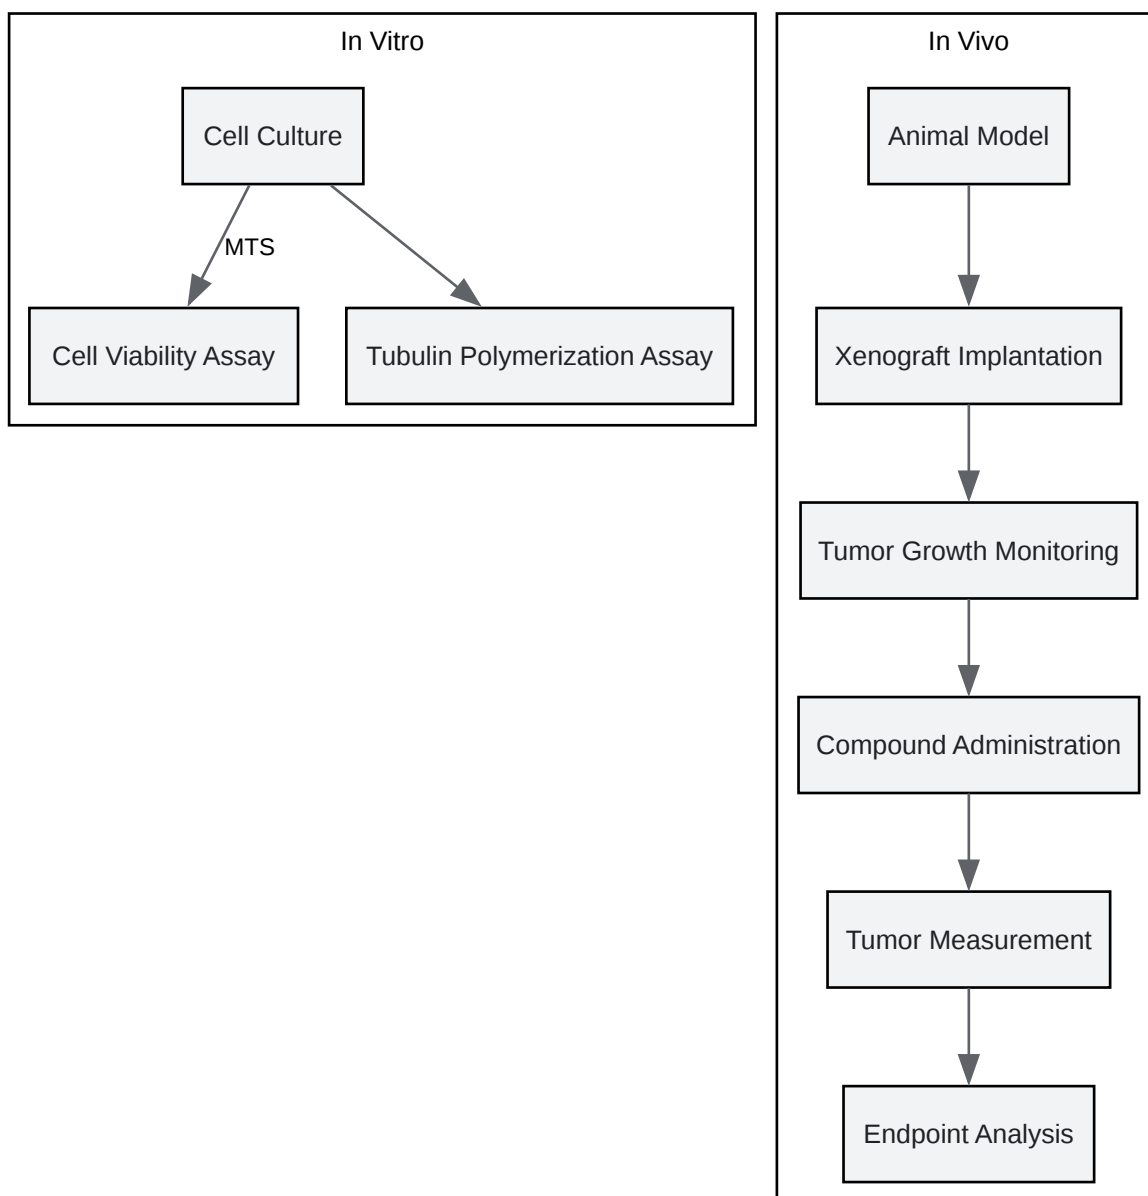 In Vitro
Cell Culture
MTS
Cell Viability Assay
Tubulin Polymerization Assay
In Vivo
Animal Model
Xenograft Implantation
Tumor Growth Monitoring
Compound Administration
Tumor Measurement
Endpoint Analysis